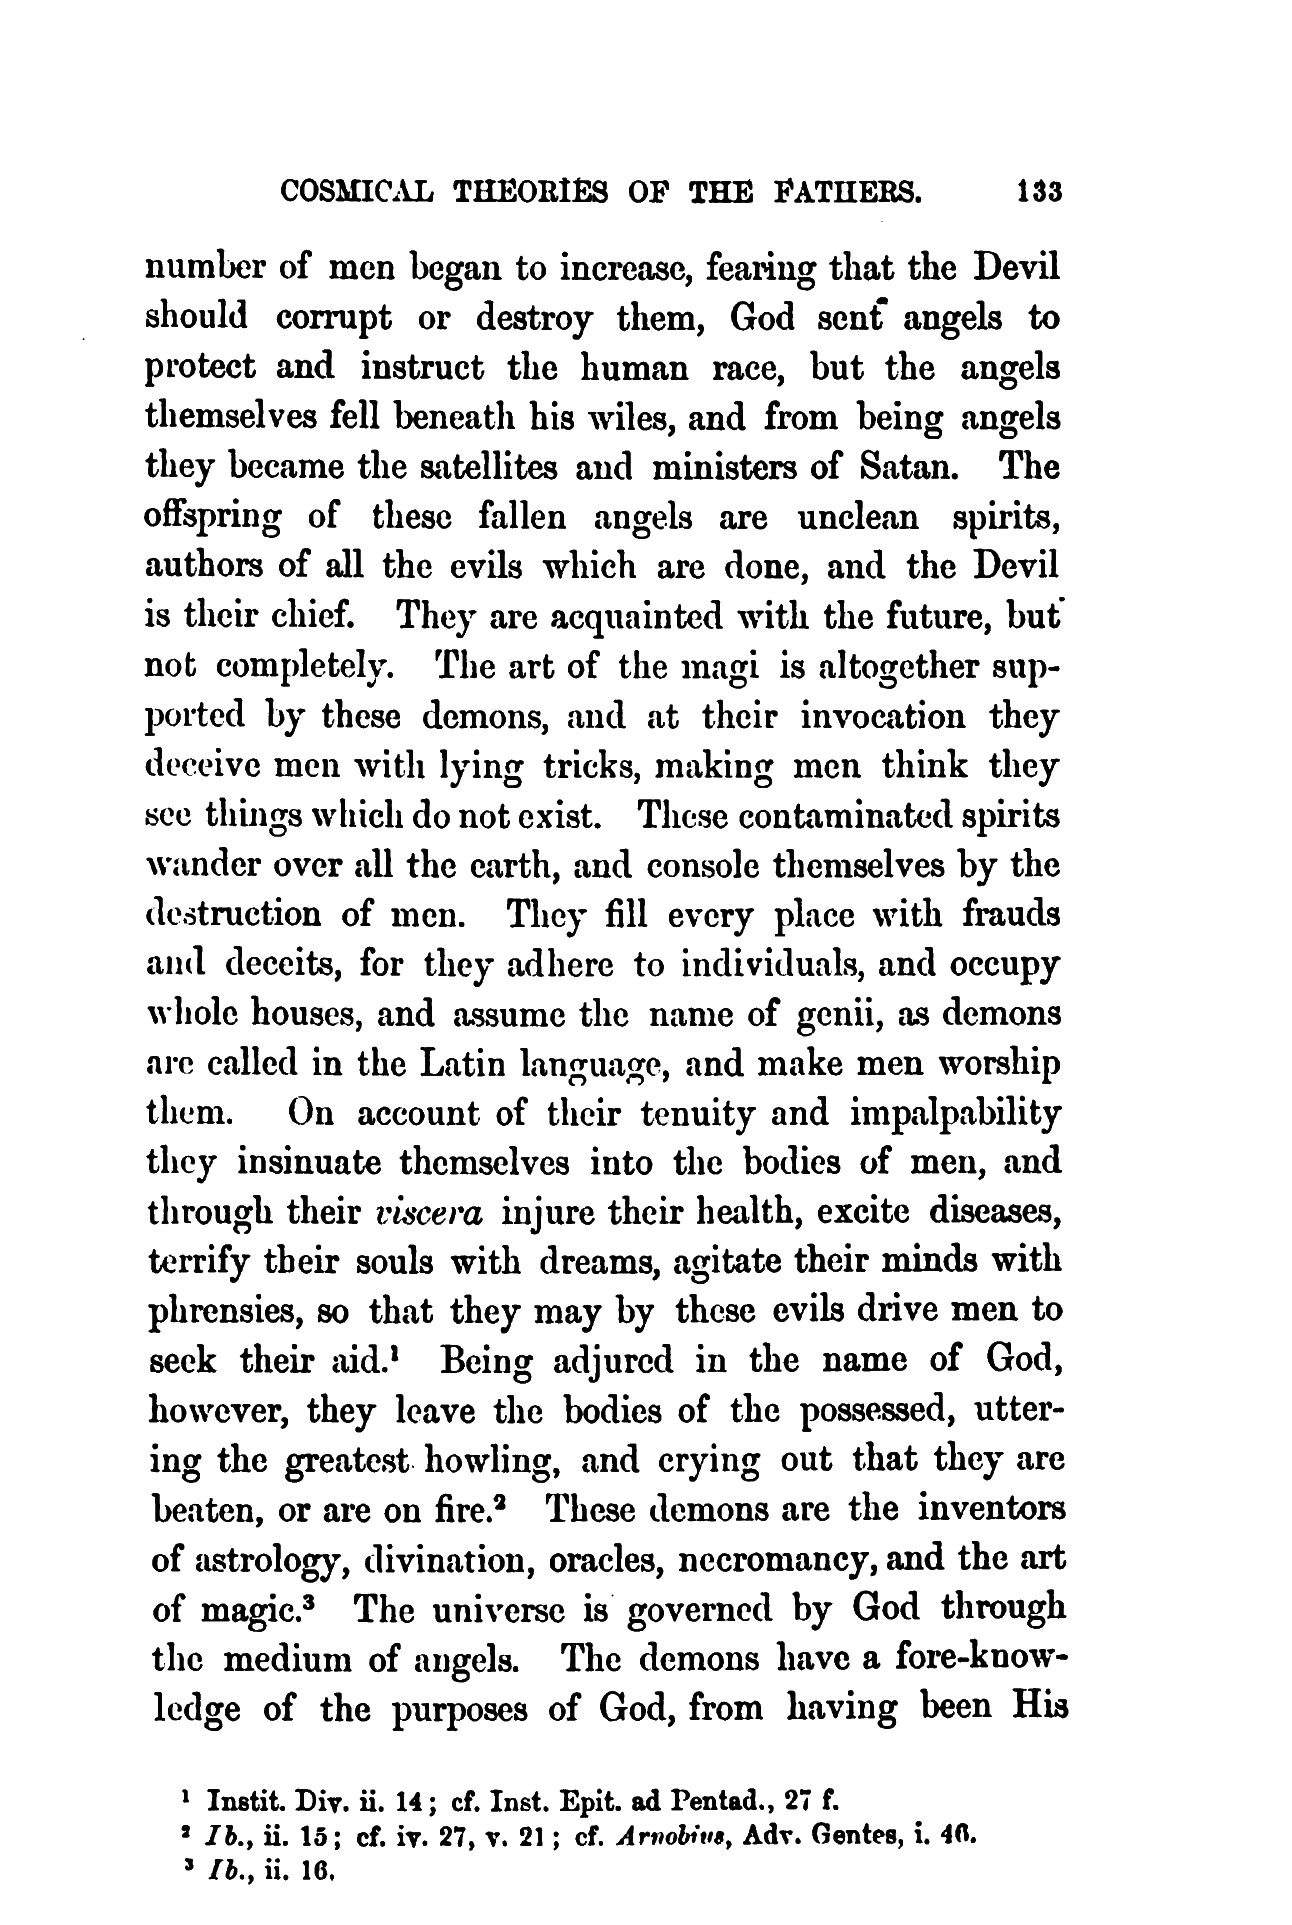 COSMICAL THEORIES OF THE FATHERS. 133
number of men began to increase, fearing that the Devil
should corrupt or destroy them, God sent angels to
protect and instruct the human race, but the angels
themselves fell beneath his wiles, and from being angels
they became the satellites and ministers of Satan. The
offspring of these fallen angels are unclean spirits,
authors of all the evils which are done, and the Devil
is their chief. They are acquainted with the future, but
not completely. The art of the magi is altogether sup-
ported by these demons, and at their invocation they
deceive men with lying tricks, making men think they
see things which do not exist. These contaminated spirits
wander over all the earth, and console themselves by the
destruction of men. They fill every place with frauds
and deceits, for they adhere to individuals, and occupy
whole houses, and assume the name of genii, as demons
are called in the Latin language, and make men worship
them. On account of their tenuity and impalpability
they insinuate themselves into the bodies of men, and
through their viscera injure their health, excite diseases,
terrify their souls with dreams, agitate their minds with
phrensies, so that they may by these evils drive men to
seek their aid.¹ Being adjured in the name of God,
however, they leave the bodies of the possessed, utter-
ing the greatest howling, and crying out that they are
beaten, or are on fire.² These demons are the inventors
of astrology, divination, oracles, necromancy, and the art
of magic.³ The universe is governed by God through
the medium of angels. The demons have a fore-know-
ledge of the purposes of God, from having been His
¹ Instit. Div. ii. 14; cf. Inst. Epit. ad Pentad., 27 f.
² Ib., ii. 15; cf. iv. 27, v. 21; cf. Arnobius, Adv. Gentes, i. 46.
³ Ib., ii. 16.